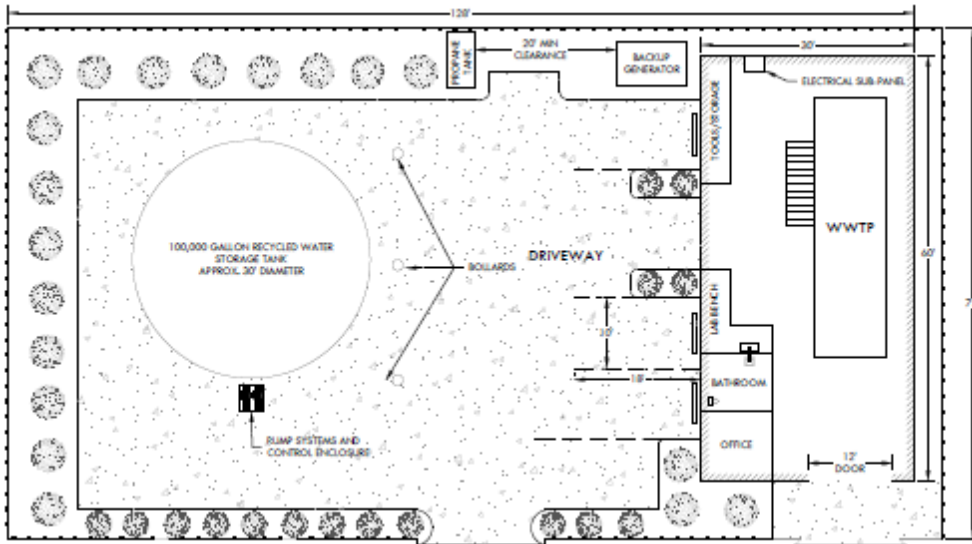 128'
PROPANE
TANK
20' MIN
CLEARANCE
BACKUP
GENERATOR
30'
ELECTRICAL SUB-PANEL
TOOLS/STORAGE
WWTP
100,000 GALLON RECYCLED WATER
STORAGE TANK
APPROX. 30' DIAMETER
BOLLARDS
DRIVEWAY
60'
LAB BENCH
10'
18'
BATHROOM
PUMP SYSTEMS AND
CONTROL ENCLOSURE
OFFICE
12'
DOOR